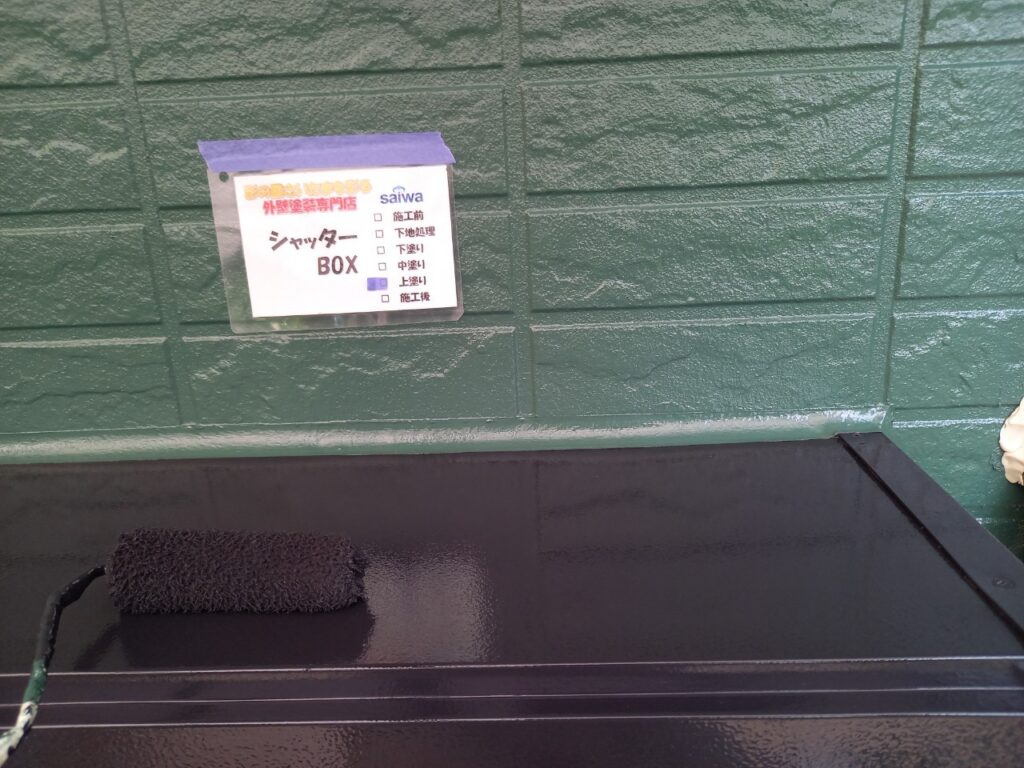 外壁塗装専門店
saiwa
シャッター
BOX
□ 施工前
□ 下地処理
□ 下塗り
□ 中塗り
□ 上塗り
□ 施工後